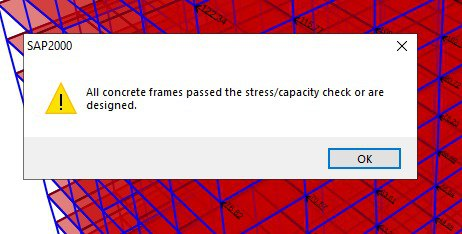 SAP2000
All concrete frames passed the stress/capacity check or are
designed.
OK